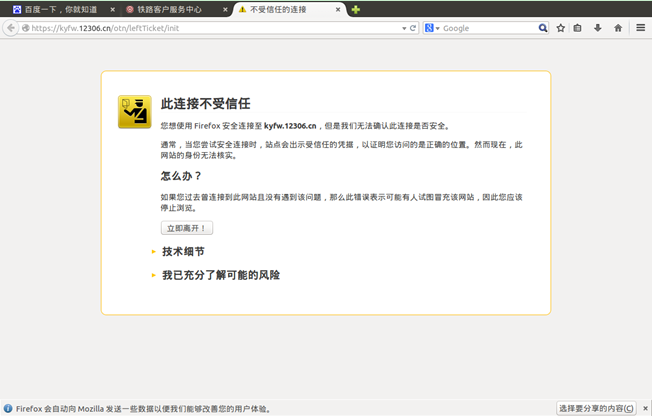 百度一下，你就知道
铁路客户服务中心
不受信任的连接
https://kyfw.12306.cn/otn/leftTicket/init
Google
此连接不受信任
您想使用 Firefox 安全连接至 kyfw.12306.cn，但是我们无法确认此连接是否安全。
通常，当您尝试安全连接时，站点会出示受信任的凭据，以证明您访问的是正确的位置。然而现在，此
网站的身份无法核实。
怎么办？
如果您过去曾连接到此网站且没有遇到该问题，那么此错误表示可能有人试图冒充该网站，因此您应该
停止浏览。
立即离开！
技术细节
我已充分了解可能的风险
Firefox 会自动向 Mozilla 发送一些数据以便我们能够改善您的用户体验。
选择要分享的内容(C)